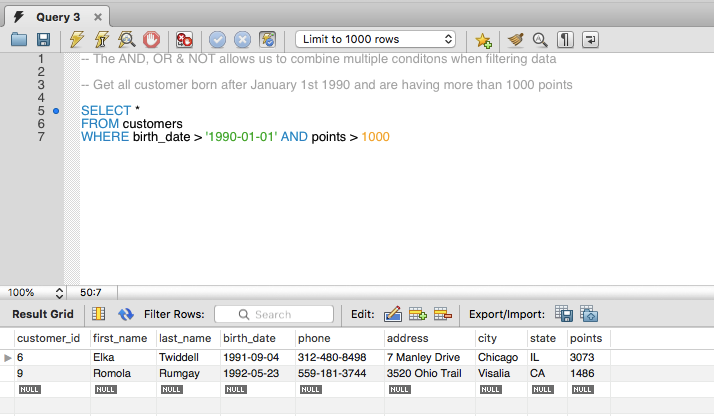 Query 3
Limit to 1000 rows
1 -- The AND, OR & NOT allows us to combine multiple conditons when filtering data
2
3 -- Get all customer born after January 1st 1990 and are having more than 1000 points
4
5 SELECT *
6 FROM customers
7 WHERE birth_date > '1990-01-01' AND points > 1000
100% 50:7
Result Grid Filter Rows: Search Edit: Export/Import:
customer_id first_name last_name birth_date phone address city state points
6 Elka Twiddell 1991-09-04 312-480-8498 7 Manley Drive Chicago IL 3073
9 Romola Rumgay 1992-05-23 559-181-3744 3520 Ohio Trail Visalia CA 1486
NULL NULL NULL NULL NULL NULL NULL NULL NULL